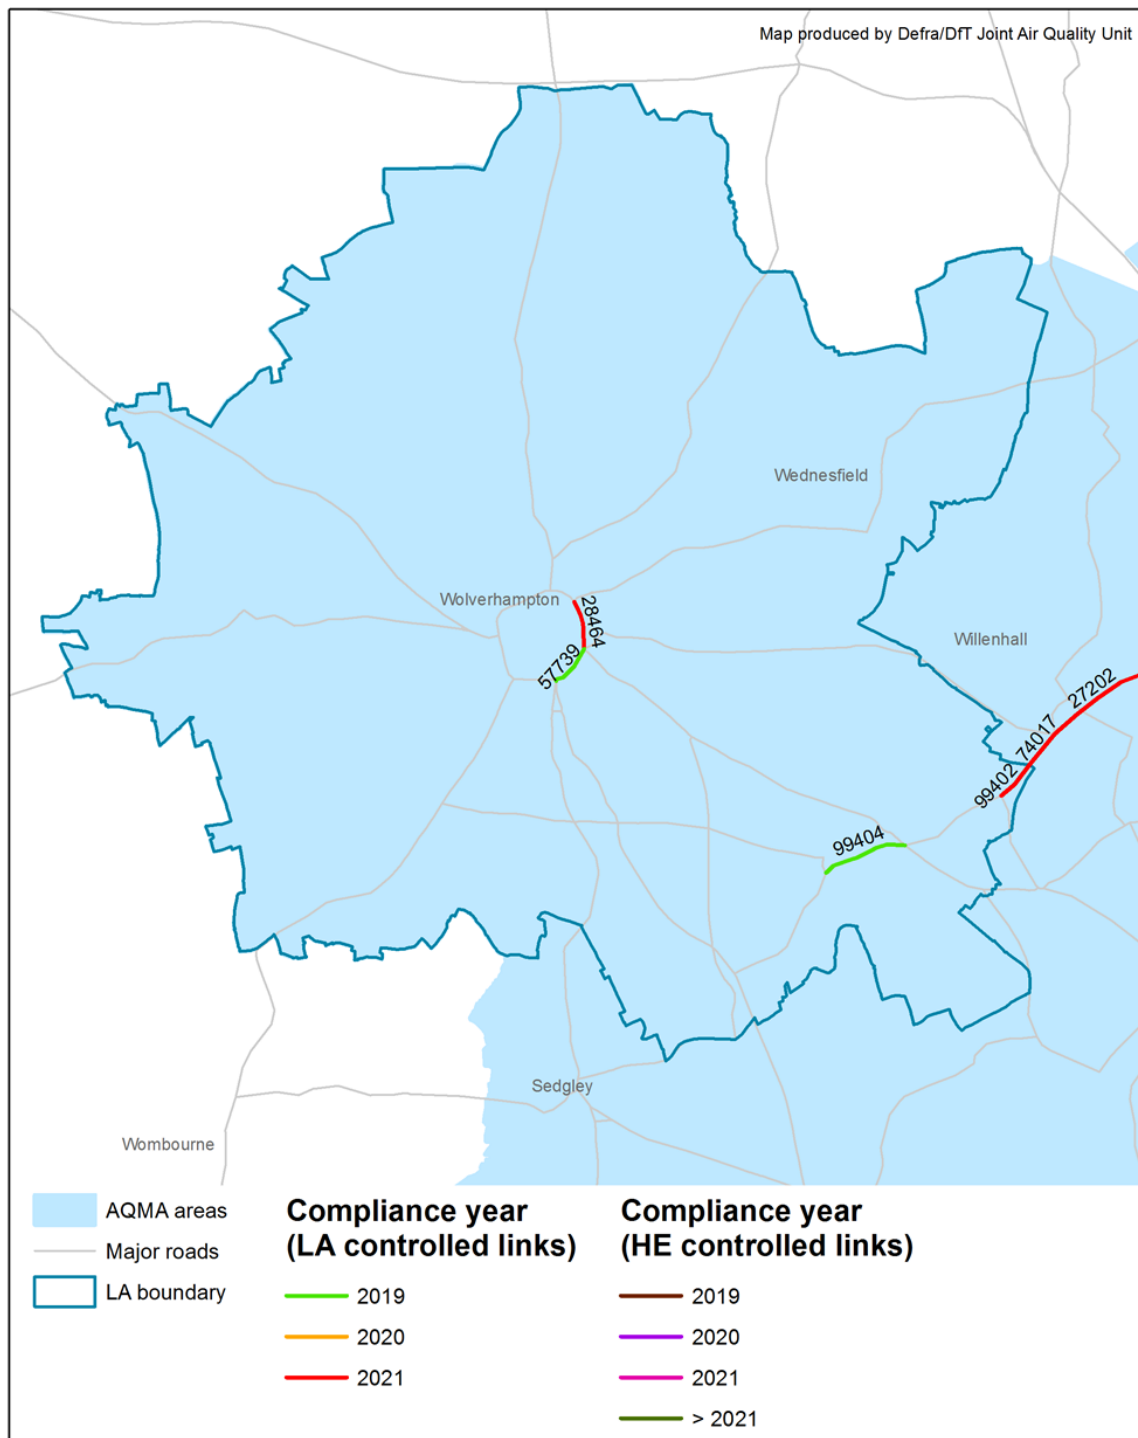 Map produced by Defra/DfT Joint Air Quality Unit
Wednesfield
Wolverhampton
28464
Willenhall
57739
27202
74017
99402
99404
Sedgley
Wombourne
AQMA areas
Major roads
LA boundary
Compliance year
(LA controlled links)
2019
2020
2021
Compliance year
(HE controlled links)
2019
2020
2021
> 2021